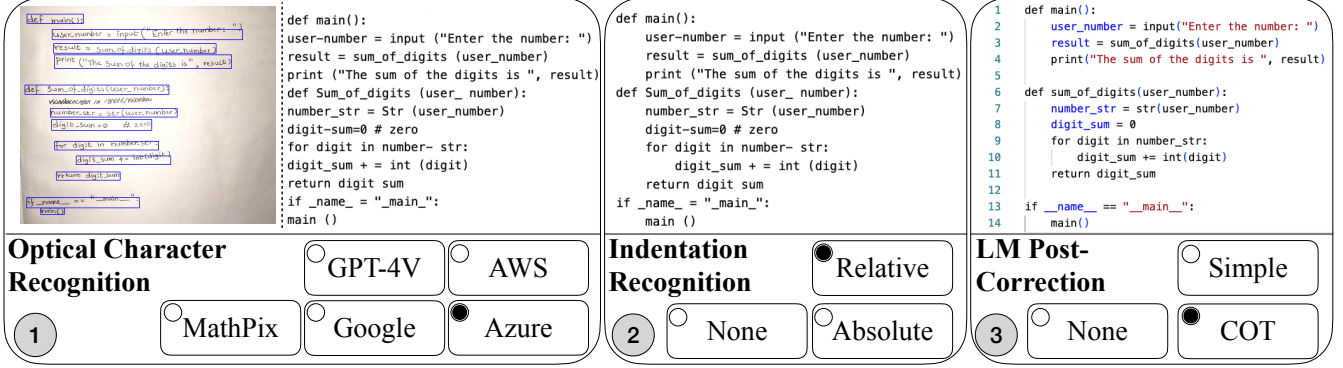 def main():
user_number = input("Enter the number: ")
result = Sum_of_digits (user_number)
print ("The Sum of the digits is", result)
def Sum_of_digits(user_number):
number_str = Str(user_number)
digit_sum=0 # zero
for digit in number_str:
digit_sum += int(digit)
return digit_sum
if _name_ == "__main__":
main()
def main():
user-number = input ("Enter the number: ")
result = sum_of_digits (user_number)
print ("The sum of the digits is ", result)
def Sum_of_digits (user_ number):
number_str = Str (user_number)
digit-sum=0 # zero
for digit in number- str:
digit_sum + = int (digit)
return digit sum
if _name_ = "_main_":
main ()
Optical Character
Recognition
GPT-4V
AWS
1
MathPix
Google
Azure
def main():
user-number = input ("Enter the number: ")
result = sum_of_digits (user_number)
print ("The sum of the digits is ", result)
def Sum_of_digits (user_ number):
number_str = Str (user_number)
digit-sum=0 # zero
for digit in number- str:
digit_sum + = int (digit)
return digit sum
if _name_ = "_main_":
main ()
Indentation
Recognition
Relative
2
None
Absolute
1 def main():
2 user_number = input("Enter the number: ")
3 result = sum_of_digits(user_number)
4 print("The sum of the digits is ", result)
5
6 def sum_of_digits(user_number):
7 number_str = str(user_number)
8 digit_sum = 0
9 for digit in number_str:
10 digit_sum += int(digit)
11 return digit_sum
12
13 if __name__ == "__main__":
14 main()
LM Post-
Correction
Simple
3
None
COT